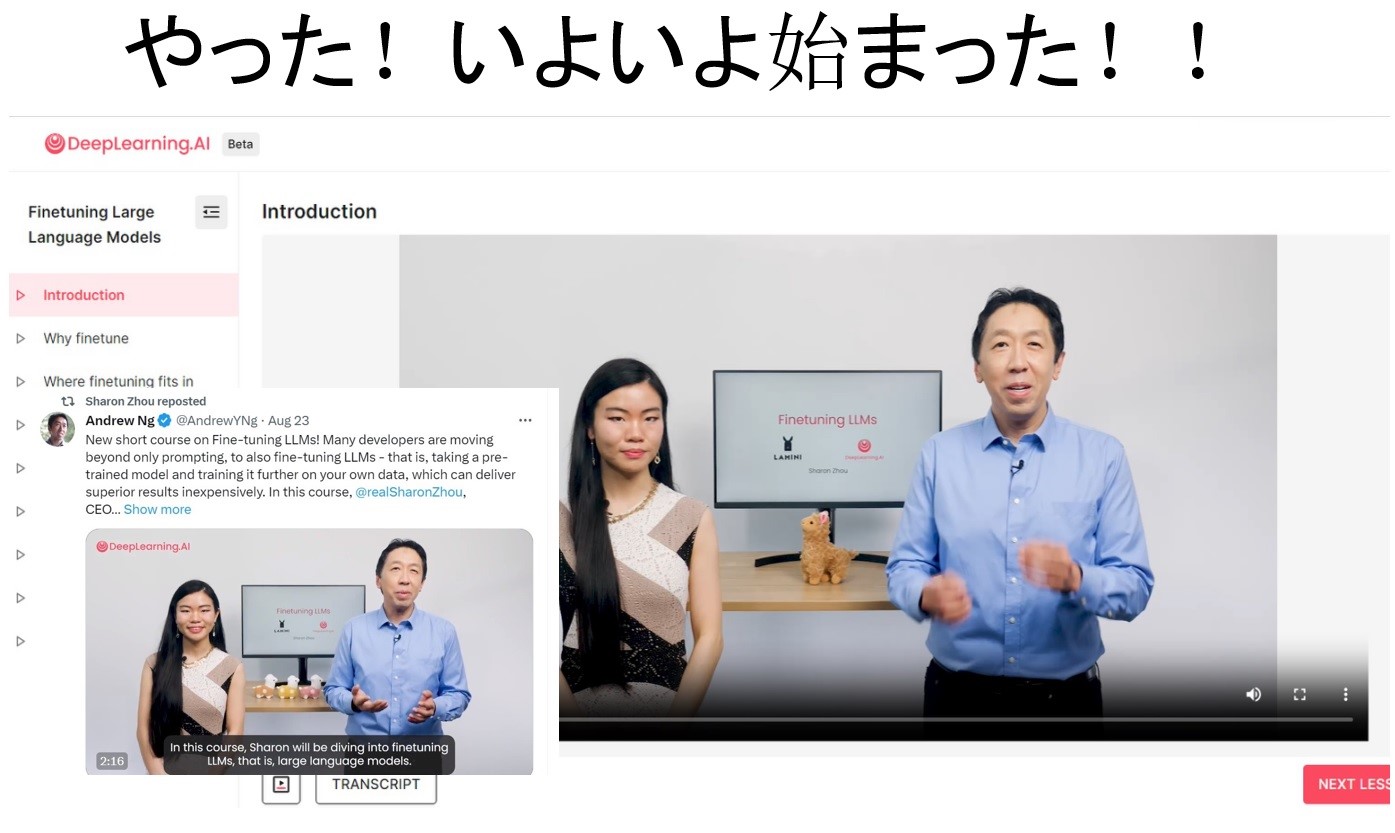 やった！いよいよ始まった！！
DeepLearning.AI Beta
Finetuning Large
Language Models
Introduction
Why finetune
Where finetuning fits in
Introduction
Finetuning LLMs
LAMINI DeepLearning.AI
Sharon Zhou
Sharon Zhou reposted
Andrew Ng @AndrewYNg · Aug 23
New short course on Fine-tuning LLMs! Many developers are moving
beyond only prompting, to also fine-tuning LLMs - that is, taking a pre-
trained model and training it further on your own data, which can deliver
superior results inexpensively. In this course, @realSharonZhou,
CEO... Show more
DeepLearning.AI
Finetuning LLMs
LAMINI
Sharon Zhou
In this course, Sharon will be diving into finetuning
LLMs, that is, large language models.
2:16
TRANSCRIPT
NEXT LESS